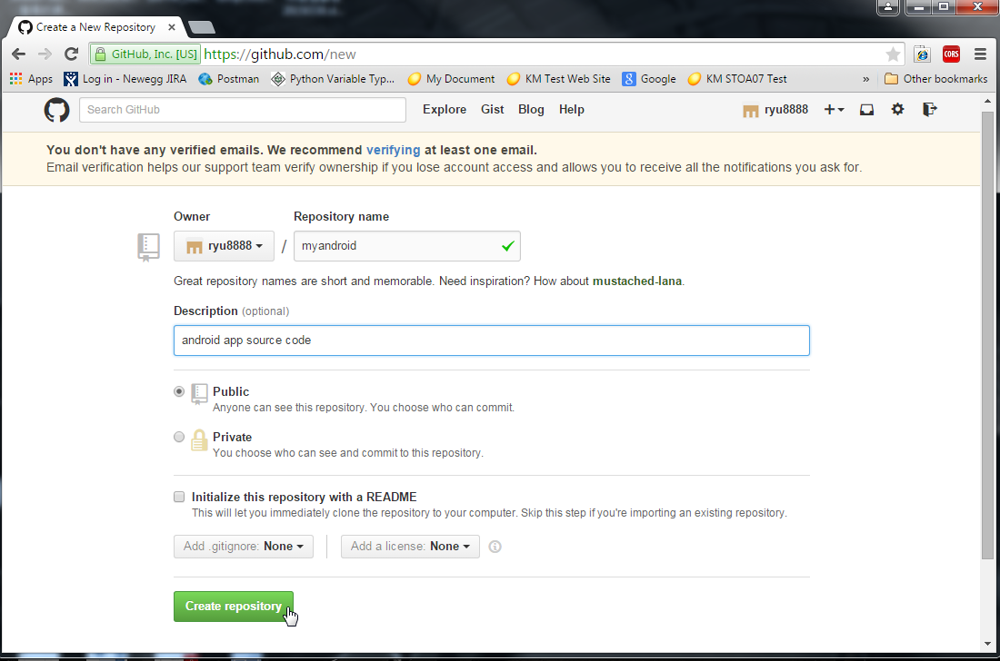 Create a New Repository
GitHub, Inc. [US] https://github.com/new
Apps Log in - Newegg JIRA Postman Python Variable Typ... My Document KM Test Web Site Google KM STOA07 Test » Other bookmarks
Search GitHub Explore Gist Blog Help ryu8888
You don't have any verified emails. We recommend verifying at least one email.
Email verification helps our support team verify ownership if you lose account access and allows you to receive all the notifications you ask for.
Owner Repository name
ryu8888 / myandroid
Great repository names are short and memorable. Need inspiration? How about mustached-lana.
Description (optional)
android app source code
Public
Anyone can see this repository. You choose who can commit.
Private
You choose who can see and commit to this repository.
Initialize this repository with a README
This will let you immediately clone the repository to your computer. Skip this step if you're importing an existing repository.
Add .gitignore: None Add a license: None
Create repository